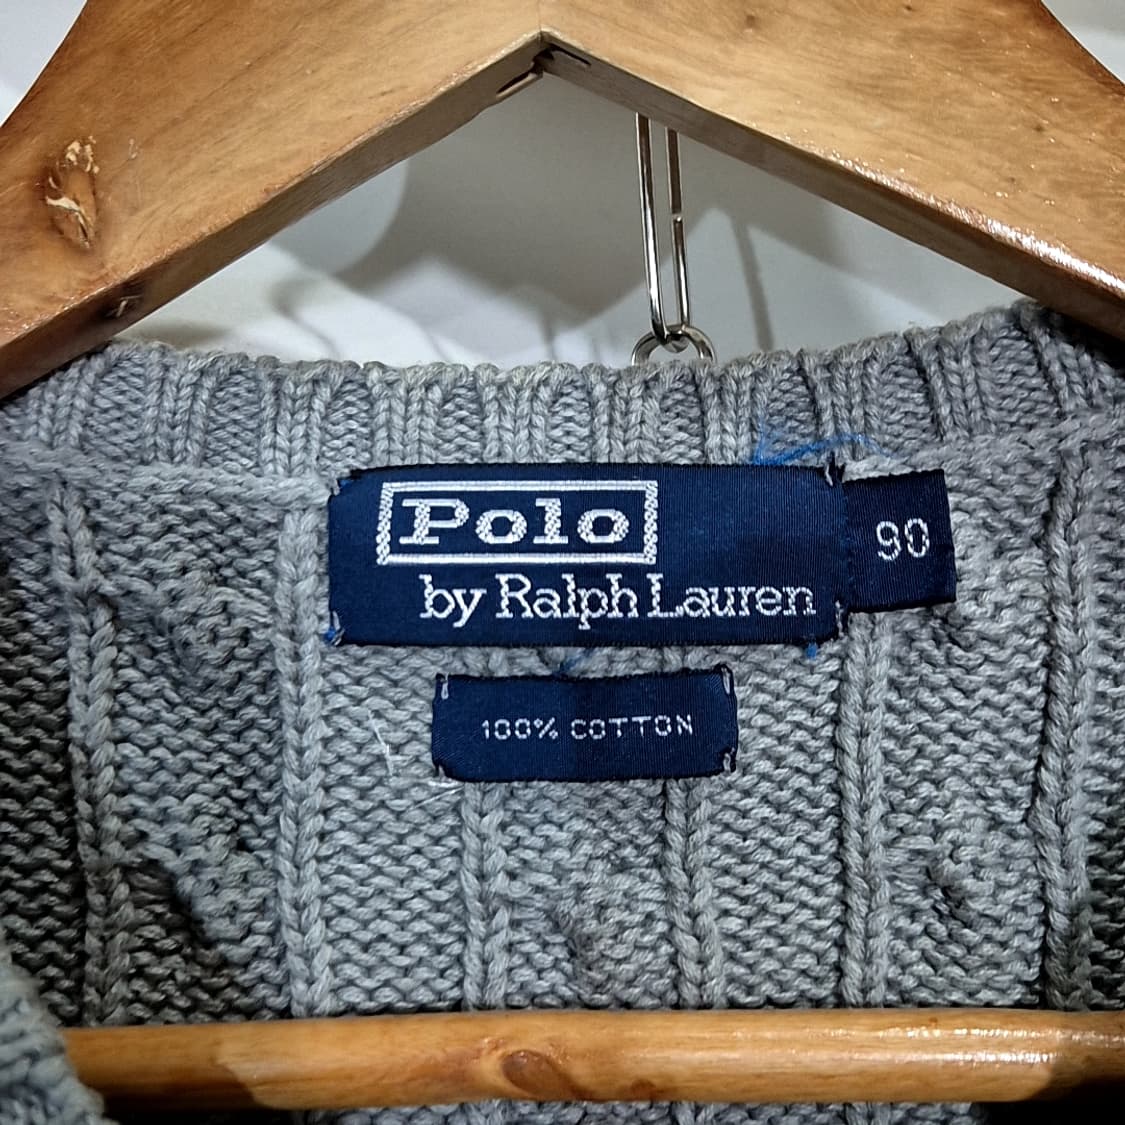 Polo
by Ralph Lauren
90
100% COTTON